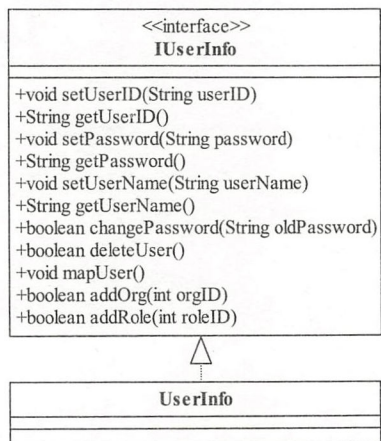 <<interface>>
IUserInfo
+void setUserID(String userID)
+String getUserID()
+void setPassword(String password)
+String getPassword()
+void setUserName(String userName)
+String getUserName()
+boolean changePassword(String oldPassword)
+boolean deleteUser()
+void mapUser()
+boolean addOrg(int orgID)
+boolean addRole(int roleID)
UserInfo